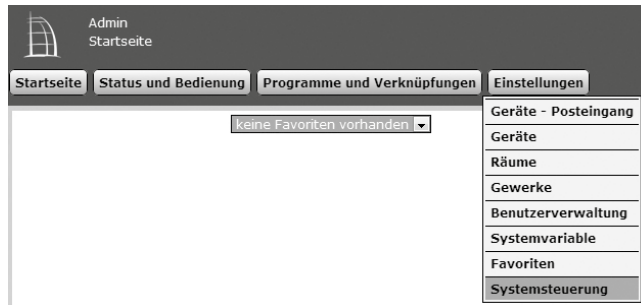 Admin
Startseite
Startseite Status und Bedienung Programme und Verknüpfungen Einstellungen
keine Favoriten vorhanden
Geräte - Posteingang
Geräte
Räume
Gewerke
Benutzerverwaltung
Systemvariable
Favoriten
Systemsteuerung